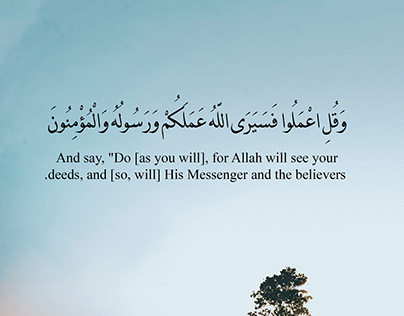 وَقُلِ اعْمَلُوا فَسَيَرَى اللَّهُ عَمَلَكُمْ وَرَسُولُهُ وَالْمُؤْمِنُونَ
And say, "Do [as you will], for Allah will see your
.deeds, and [so, will] His Messenger and the believers